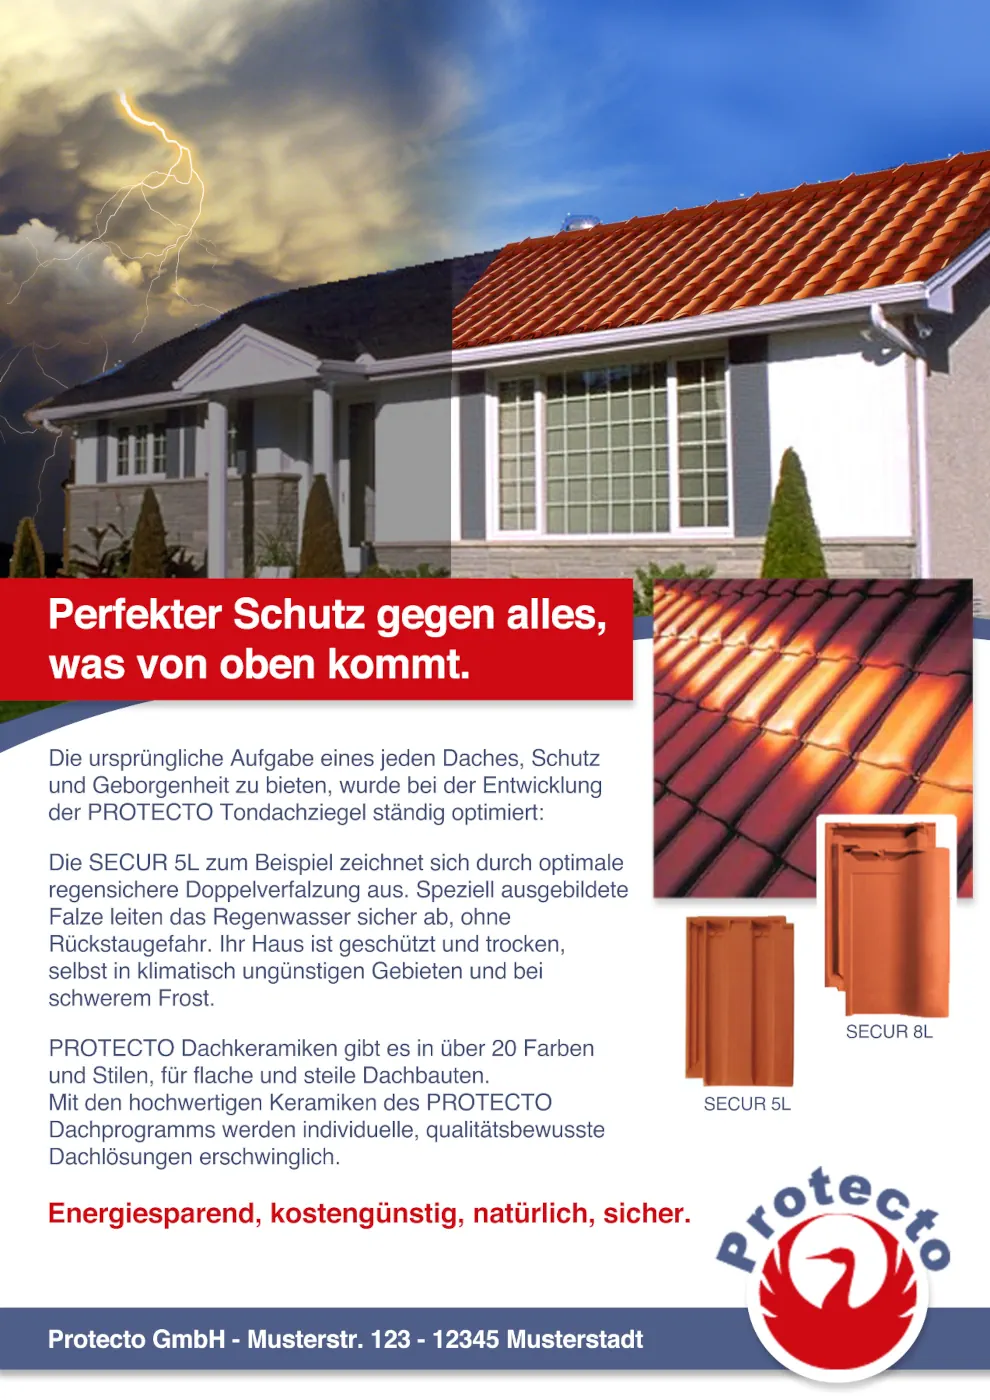 Perfekter Schutz gegen alles,
was von oben kommt.
Die ursprüngliche Aufgabe eines jeden Daches, Schutz
und Geborgenheit zu bieten, wurde bei der Entwicklung
der PROTECTO Tondachziegel ständig optimiert:
Die SECUR 5L zum Beispiel zeichnet sich durch optimale
regensichere Doppelverfalzung aus. Speziell ausgebildete
Falze leiten das Regenwasser sicher ab, ohne
Rückstaugefahr. Ihr Haus ist geschützt und trocken,
selbst in klimatisch ungünstigen Gebieten und bei
schwerem Frost.
PROTECTO Dachkeramiken gibt es in über 20 Farben
und Stilen, für flache und steile Dachbauten.
Mit den hochwertigen Keramiken des PROTECTO
Dachprogramms werden individuelle, qualitätsbewusste
Dachlösungen erschwinglich.
SECUR 8L
SECUR 5L
Energiesparend, kostengünstig, natürlich, sicher.
Protecto
Protecto GmbH - Musterstr. 123 - 12345 Musterstadt